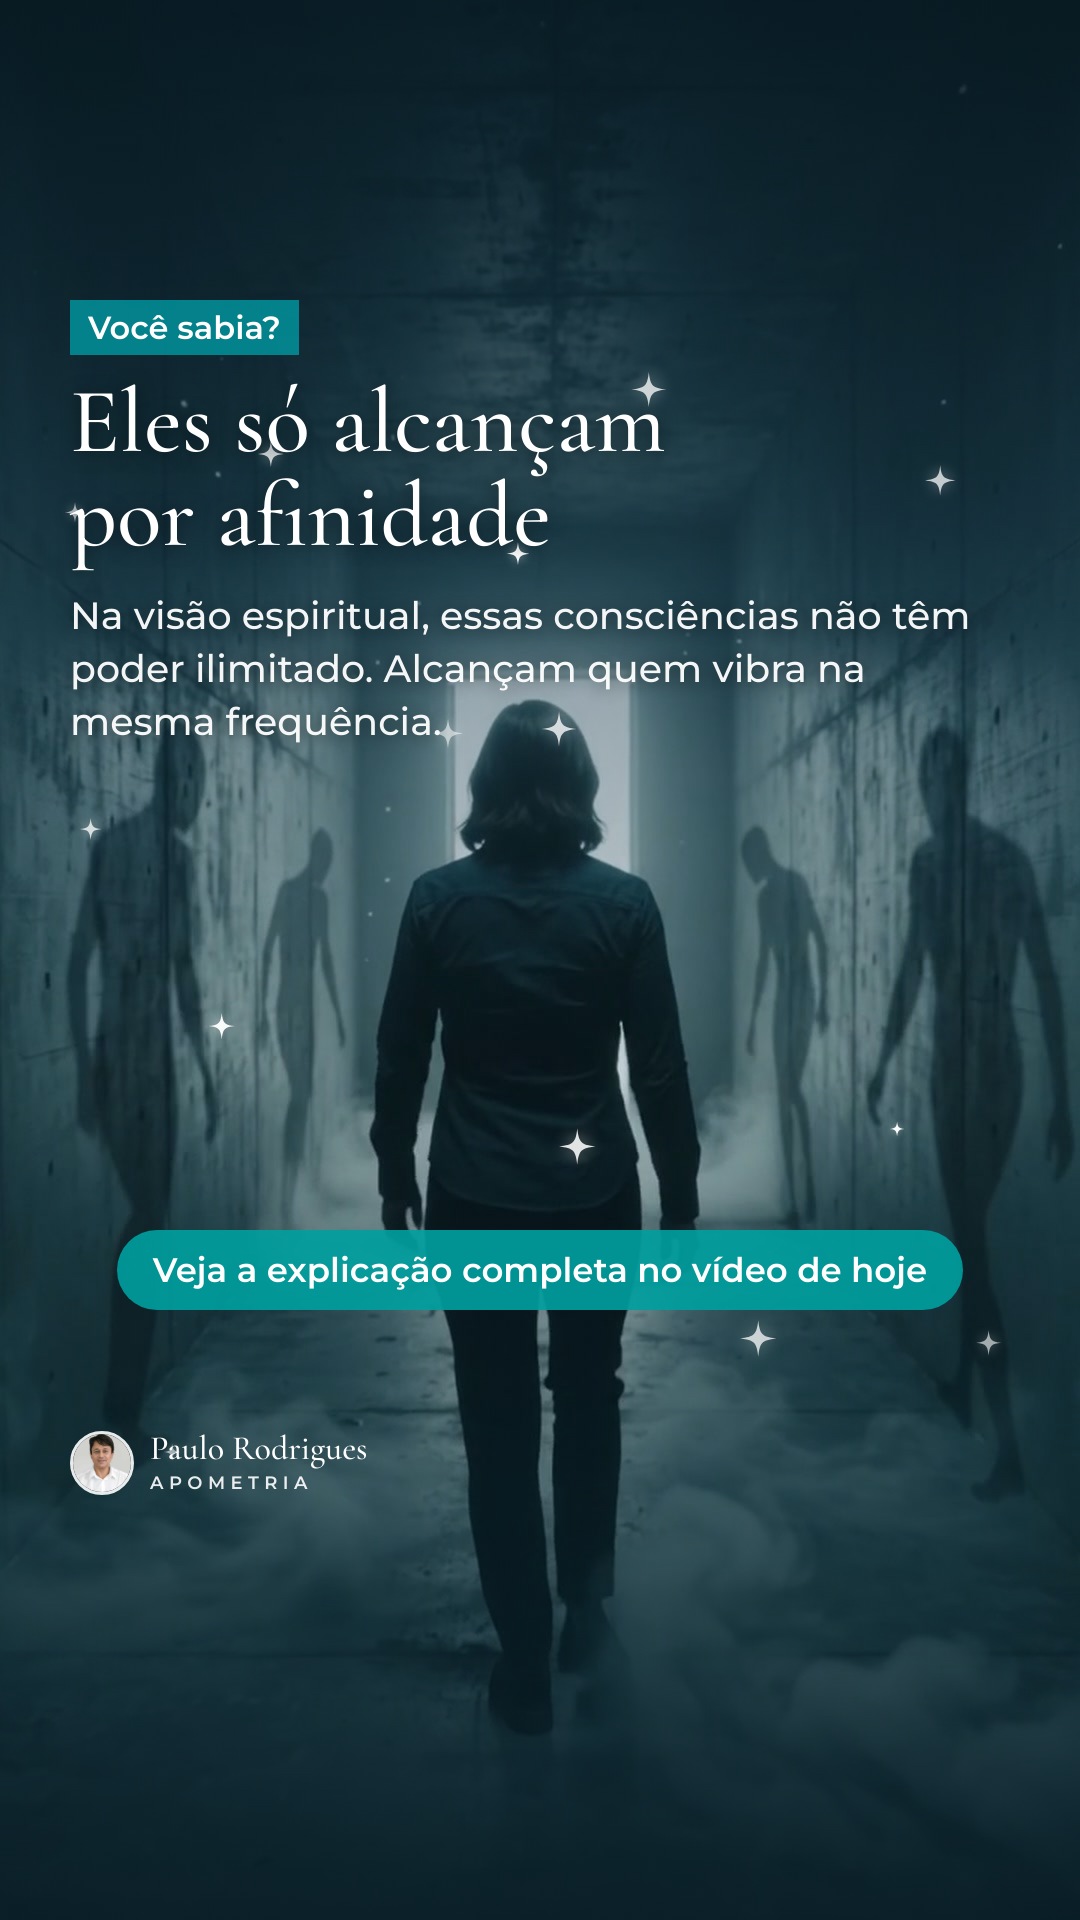 Você sabia?
Eles só alcançam
por afinidade
Na visão espiritual, essas consciências não têm
poder ilimitado. Alcançam quem vibra na
mesma frequência.
Veja a explicação completa no vídeo de hoje
Paulo Rodrigues
APOMETRIA